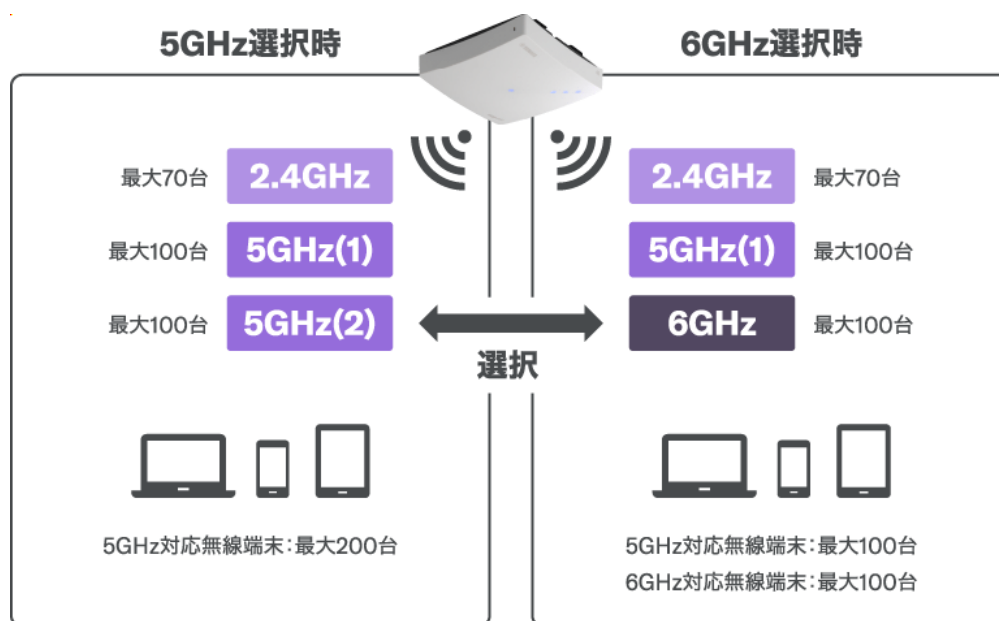 5GHz選択時
最大70台 2.4GHz
最大100台 5GHz(1)
最大100台 5GHz(2)
5GHz対応無線端末:最大200台
選択
6GHz選択時
2.4GHz 最大70台
5GHz(1) 最大100台
6GHz 最大100台
5GHz対応無線端末:最大100台
6GHz対応無線端末:最大100台